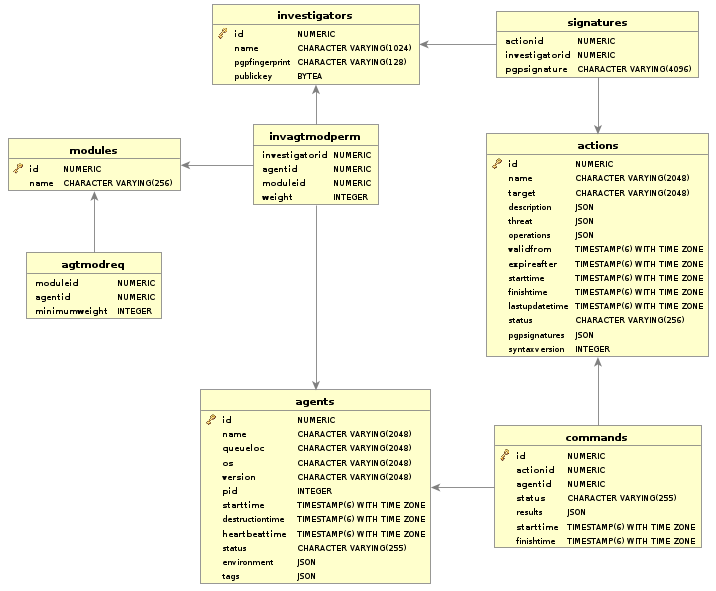 investigators
id NUMERIC
name CHARACTER VARYING(1024)
pgpfingerprint CHARACTER VARYING(128)
publickey BYTEA
signatures
actionid NUMERIC
investigatorid NUMERIC
pgpsignature CHARACTER VARYING(4096)
modules
id NUMERIC
name CHARACTER VARYING(256)
invagtmodperm
investigatorid NUMERIC
agentid NUMERIC
moduleid NUMERIC
weight INTEGER
actions
id NUMERIC
name CHARACTER VARYING(2048)
target CHARACTER VARYING(2048)
description JSON
threat JSON
operations JSON
validfrom TIMESTAMP(6) WITH TIME ZONE
expireafter TIMESTAMP(6) WITH TIME ZONE
starttime TIMESTAMP(6) WITH TIME ZONE
finishtime TIMESTAMP(6) WITH TIME ZONE
lastupdatetime TIMESTAMP(6) WITH TIME ZONE
status CHARACTER VARYING(256)
pgpsignatures JSON
syntaxversion INTEGER
agtmodreq
moduleid NUMERIC
agentid NUMERIC
minimumweight INTEGER
agents
id NUMERIC
name CHARACTER VARYING(2048)
queueloc CHARACTER VARYING(2048)
os CHARACTER VARYING(2048)
version CHARACTER VARYING(2048)
pid INTEGER
starttime TIMESTAMP(6) WITH TIME ZONE
destructiontime TIMESTAMP(6) WITH TIME ZONE
heartbeattime TIMESTAMP(6) WITH TIME ZONE
status CHARACTER VARYING(255)
environment JSON
tags JSON
commands
id NUMERIC
actionid NUMERIC
agentid NUMERIC
status CHARACTER VARYING(255)
results JSON
starttime TIMESTAMP(6) WITH TIME ZONE
finishtime TIMESTAMP(6) WITH TIME ZONE